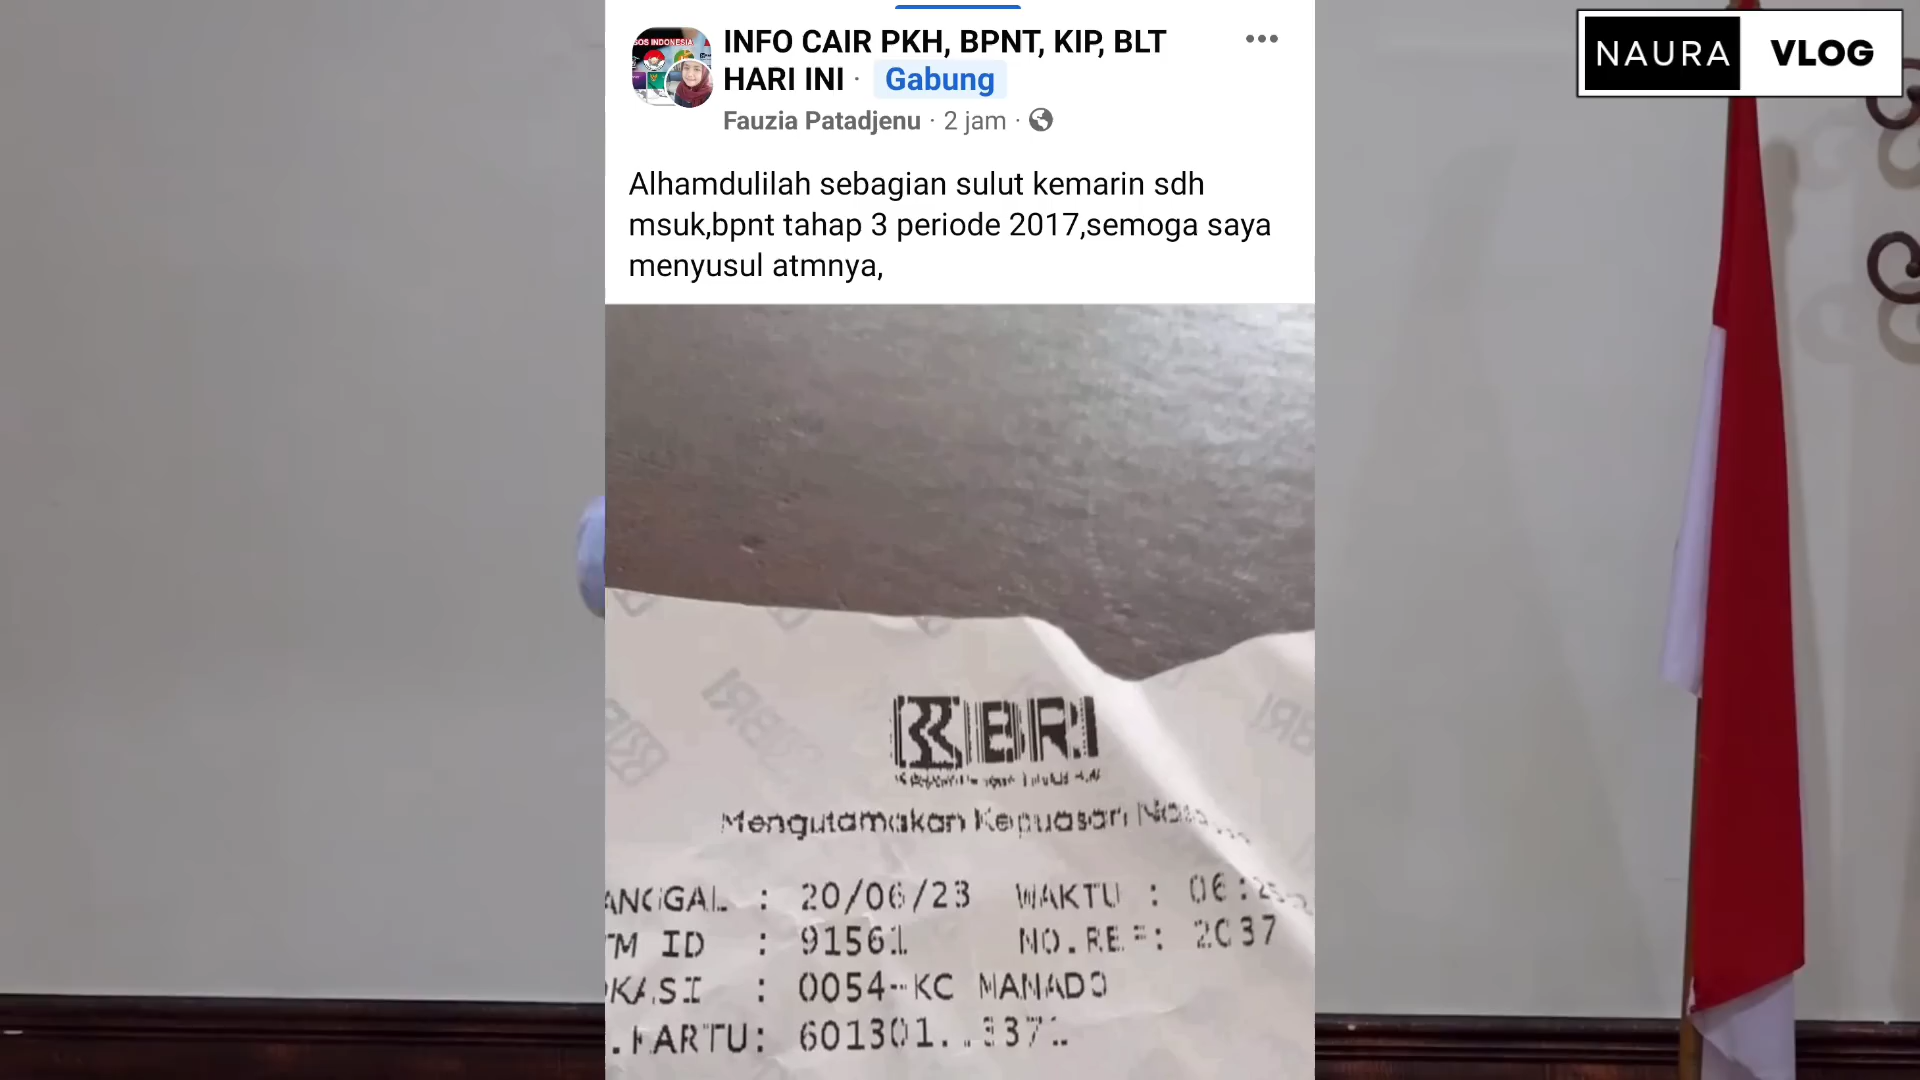 INFO CAIR PKH, BPNT, KIP, BLT
HARI INI · Gabung
Fauzia Patadjenu · 2 jam ·
Alhamdulilah sebagian sulut kemarin sdh
msuk,bpnt tahap 3 periode 2017,semoga saya
menyusul atmnya,
NAURA VLOG
BRI
Mengutamakan Kepuasan
ANGGAL : 20/06/23 WAKTU : 06:
TM ID : 91561 NO.REF: 2037
KASI : 0054-KC MANADO
. KARTU: 601301..